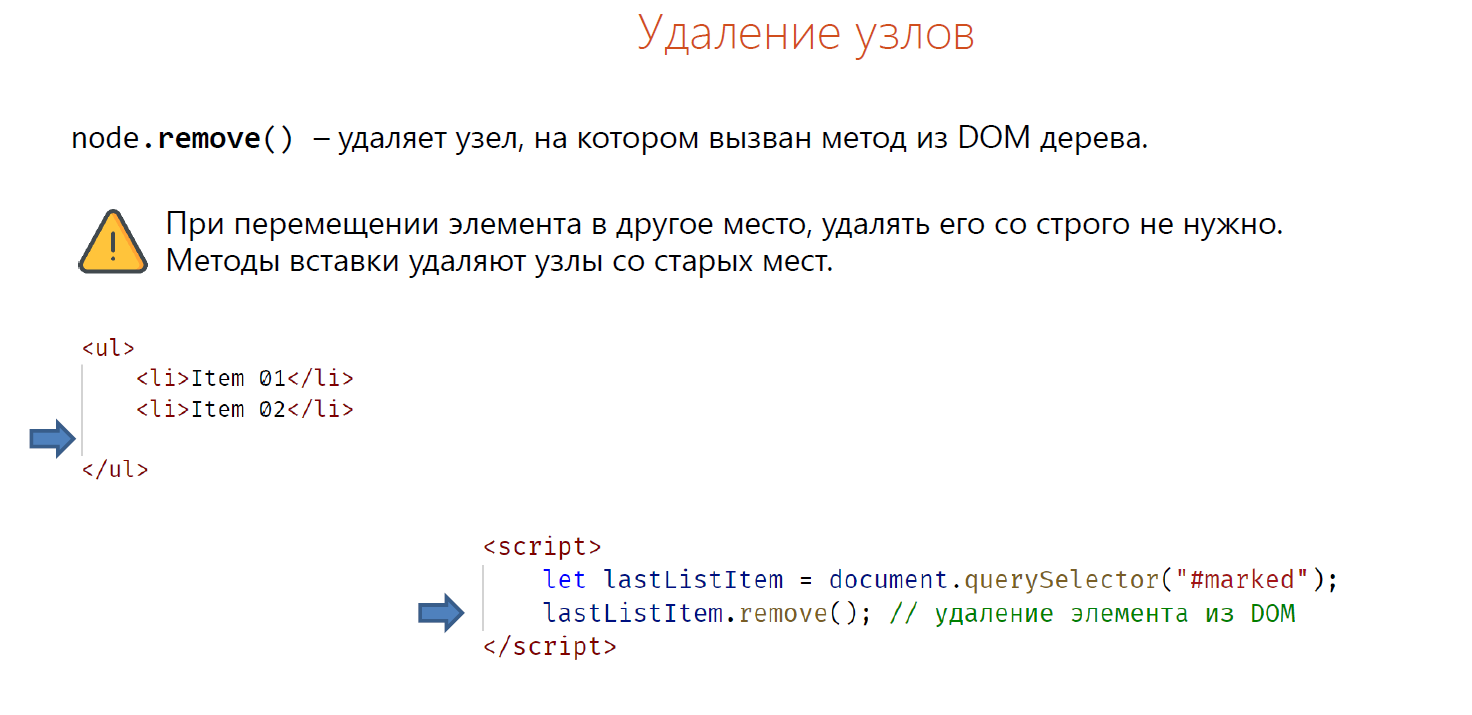 Удаление узлов
node.remove() – удаляет узел, на котором вызван метод из DOM дерева.
При перемещении элемента в другое место, удалять его со строго не нужно.
Методы вставки удаляют узлы со старых мест.
<ul>
    <li>Item 01</li>
    <li>Item 02</li>
</ul>
<script>
    let lastListItem = document.querySelector("#marked");
    lastListItem.remove(); // удаление элемента из DOM
</script>